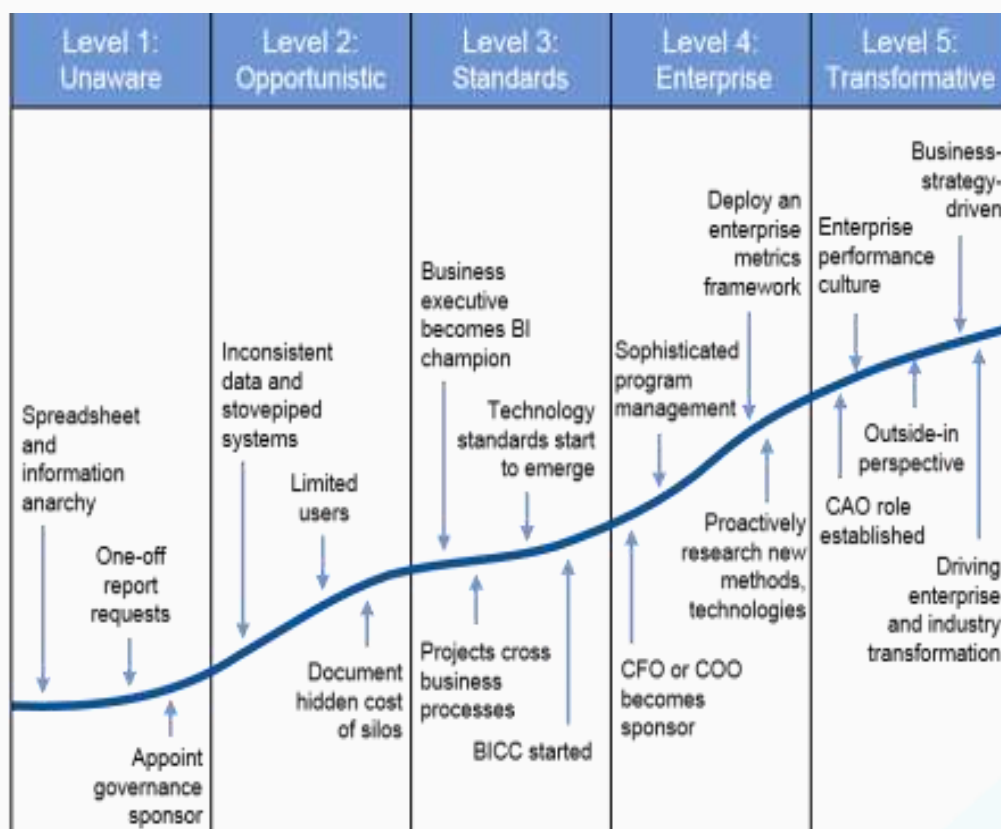 Level 1:
Unaware
Level 2:
Opportunistic
Level 3:
Standards
Level 4:
Enterprise
Level 5:
Transformative
Spreadsheet
and
information
anarchy
One-off
report
requests
Appoint
governance
sponsor
Inconsistent
data and
stovepiped
systems
Limited
users
Document
hidden cost
of silos
Business
executive
becomes BI
champion
Technology
standards start
to emerge
Projects cross
business
processes
BICC started
Deploy an
enterprise
metrics
framework
Sophisticated
program
management
Proactively
research new
methods,
technologies
CFO or COO
becomes
sponsor
Business-
strategy-
driven
Enterprise
performance
culture
Outside-in
perspective
CAO role
established
Driving
enterprise
and industry
transformation